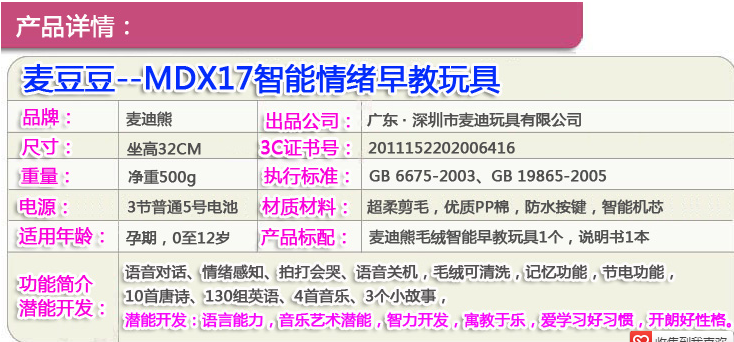 产品详情：
麦豆豆--MDX17智能情绪早教玩具
品牌： 麦迪熊 出品公司： 广东·深圳市麦迪玩具有限公司
尺寸： 坐高32CM 3C证书号： 2011152202006416
重量： 净重500g 执行标准： GB 6675-2003、GB 19865-2005
电源： 3节普通5号电池 材质材料： 超柔剪毛，优质PP棉，防水按键，智能机芯
适用年龄： 孕期，0至12岁 产品标配： 麦迪熊毛绒智能早教玩具1个，说明书1本
功能简介
潜能开发：
语音对话、情绪感知、拍打会哭、语音关机，毛绒可清洗，记忆功能，节电功能，
10首唐诗、130组英语、4首音乐、3个小故事，
潜能开发：语言能力，音乐艺术潜能，智力开发，寓教于乐，爱学习好习惯，开朗好性格。
收集到我喜欢